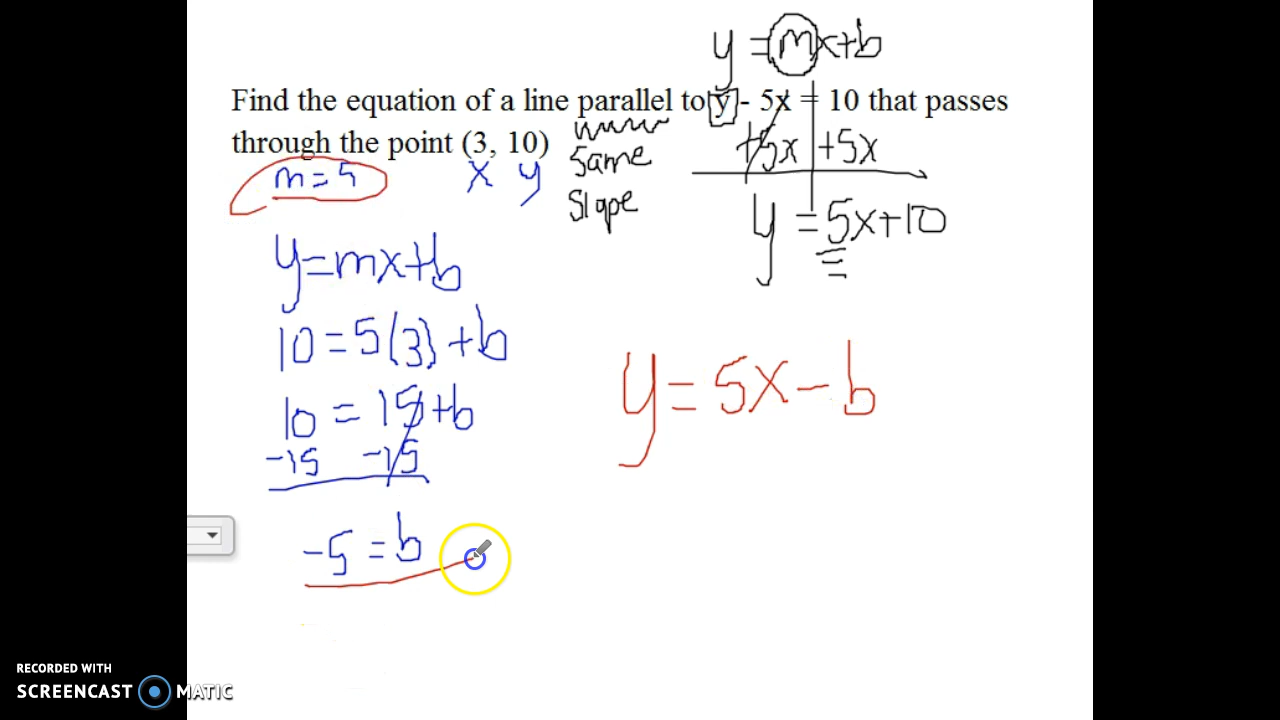 y = mx+b
Find the equation of a line parallel to y - 5x = 10 that passes
through the point (3, 10)
+5x +5x
Same
Slope
y = 5x+10
m = 5
x y
y = mx+b
10 = 5(3) + b
10 = 15 + b
-15 -15
-5 = b
y = 5x - b
RECORDED WITH
SCREENCAST MATIC